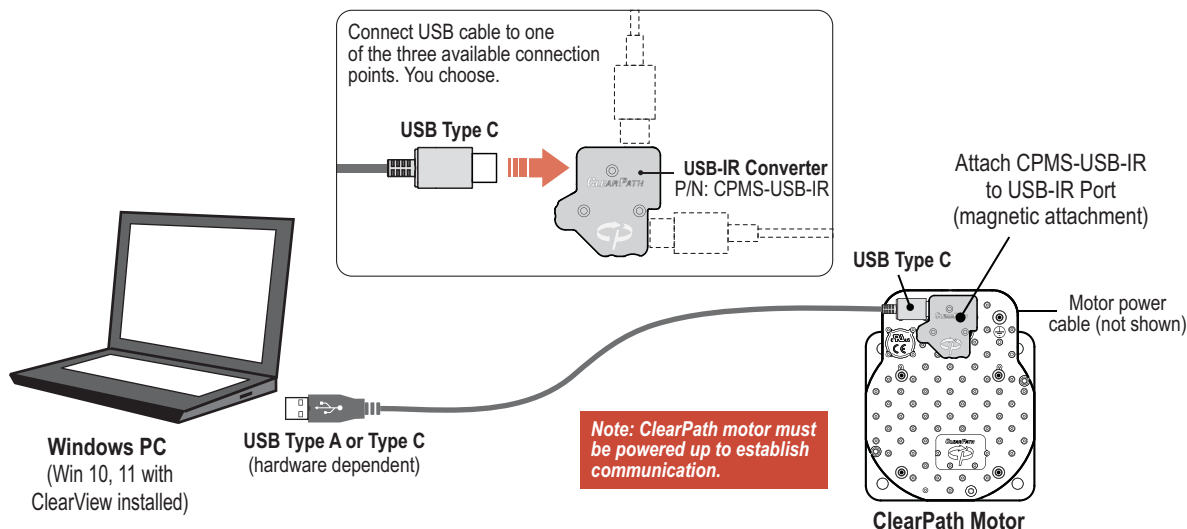 Connect USB cable to one
of the three available connection
points. You choose.
USB Type C
USB-IR Converter
P/N: CPMS-USB-IR
CLEARPATH
Attach CPMS-USB-IR
to USB-IR Port
(magnetic attachment)
USB Type C
Motor power
cable (not shown)
CLEARPATH
CE
CLEARPATH
Note: ClearPath motor must
be powered up to establish
communication.
Windows PC
(Win 10, 11 with
ClearView installed)
USB Type A or Type C
(hardware dependent)
ClearPath Motor